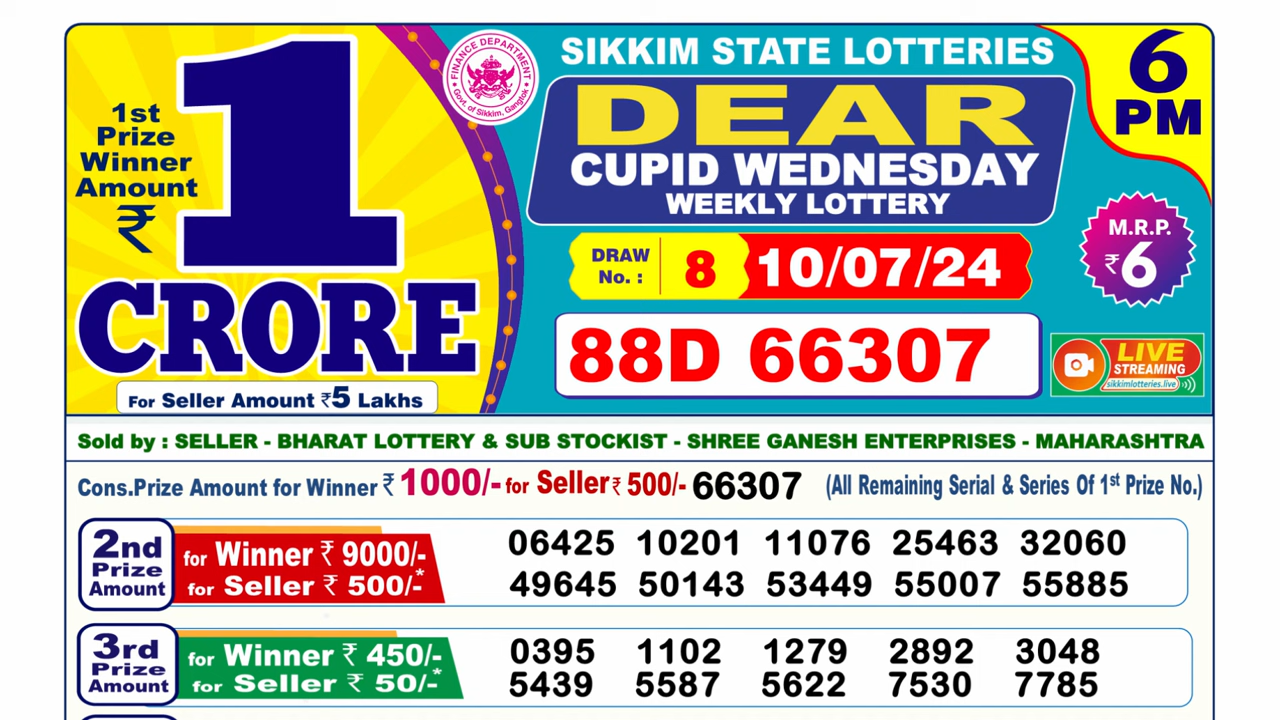 1st
Prize
Winner
Amount
₹
1
CRORE
For Seller Amount ₹5 Lakhs
FINANCE DEPARTMENT
Govt. of Sikkim, Gangtok
SIKKIM STATE LOTTERIES
DEAR
CUPID WEDNESDAY
WEEKLY LOTTERY
6
PM
DRAW
No. :
8
10/07/24
M.R.P.
₹6
88D 66307
LIVE
STREAMING
sikkimlotteries.live
Sold by : SELLER - BHARAT LOTTERY & SUB STOCKIST - SHREE GANESH ENTERPRISES - MAHARASHTRA
Cons.Prize Amount for Winner ₹ 1000/- for Seller ₹ 500/- 66307 (All Remaining Serial & Series Of 1st Prize No.)
2nd
Prize
Amount
for Winner ₹ 9000/-
for Seller ₹ 500/-*
06425 10201 11076 25463 32060
49645 50143 53449 55007 55885
3rd
Prize
Amount
for Winner ₹ 450/-
for Seller ₹ 50/-*
0395 1102 1279 2892 3048
5439 5587 5622 7530 7785